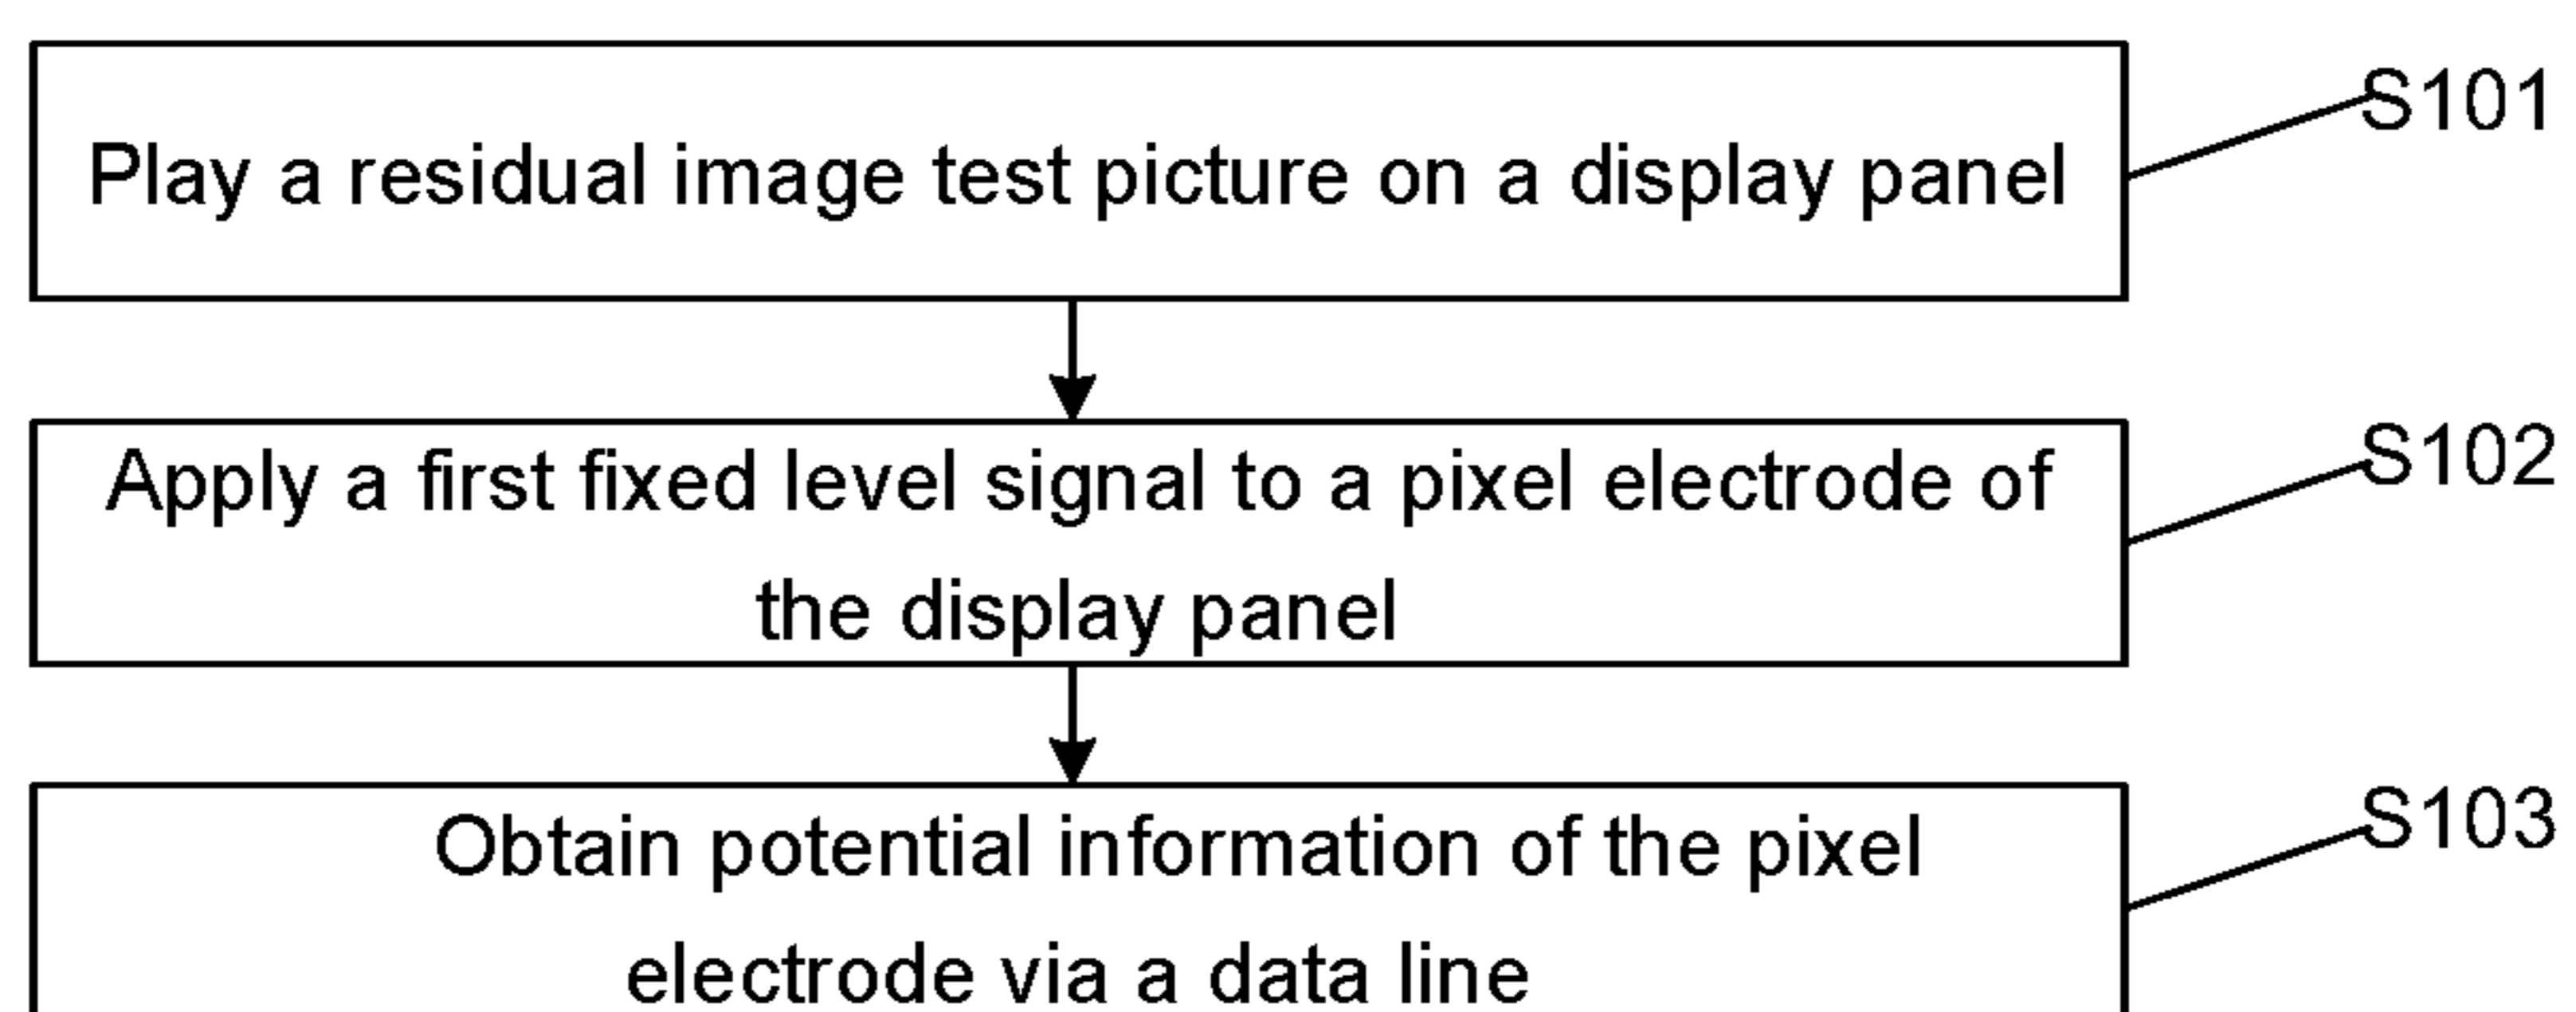 Play a residual image test picture on a display panel
S101
Apply a first fixed level signal to a pixel electrode of
the display panel
S102
Obtain potential information of the pixel
electrode via a data line
S103